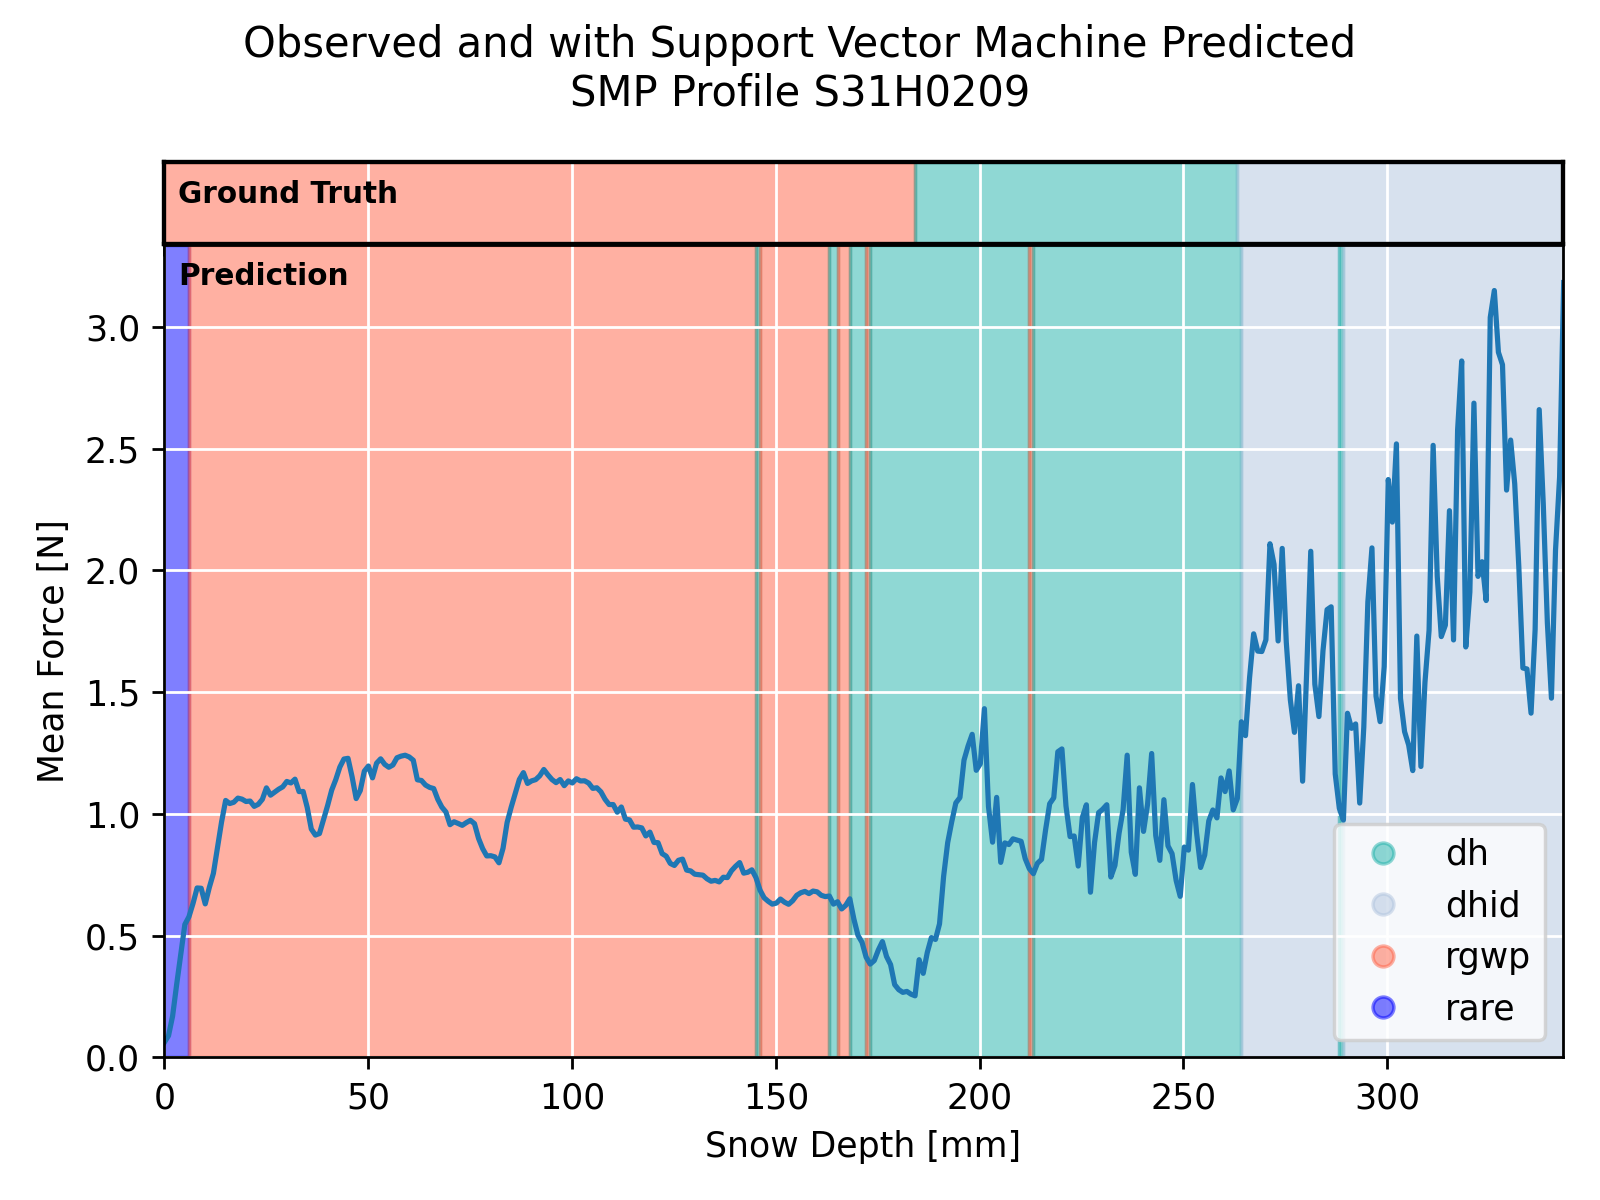 Observed and with Support Vector Machine Predicted
SMP Profile S31H0209
Ground Truth
Prediction
3.0
2.5
2.0
1.5
1.0
0.5
0.0
Mean Force [N]
0 50 100 150 200 250 300
Snow Depth [mm]
dh
dhid
rgwp
rare